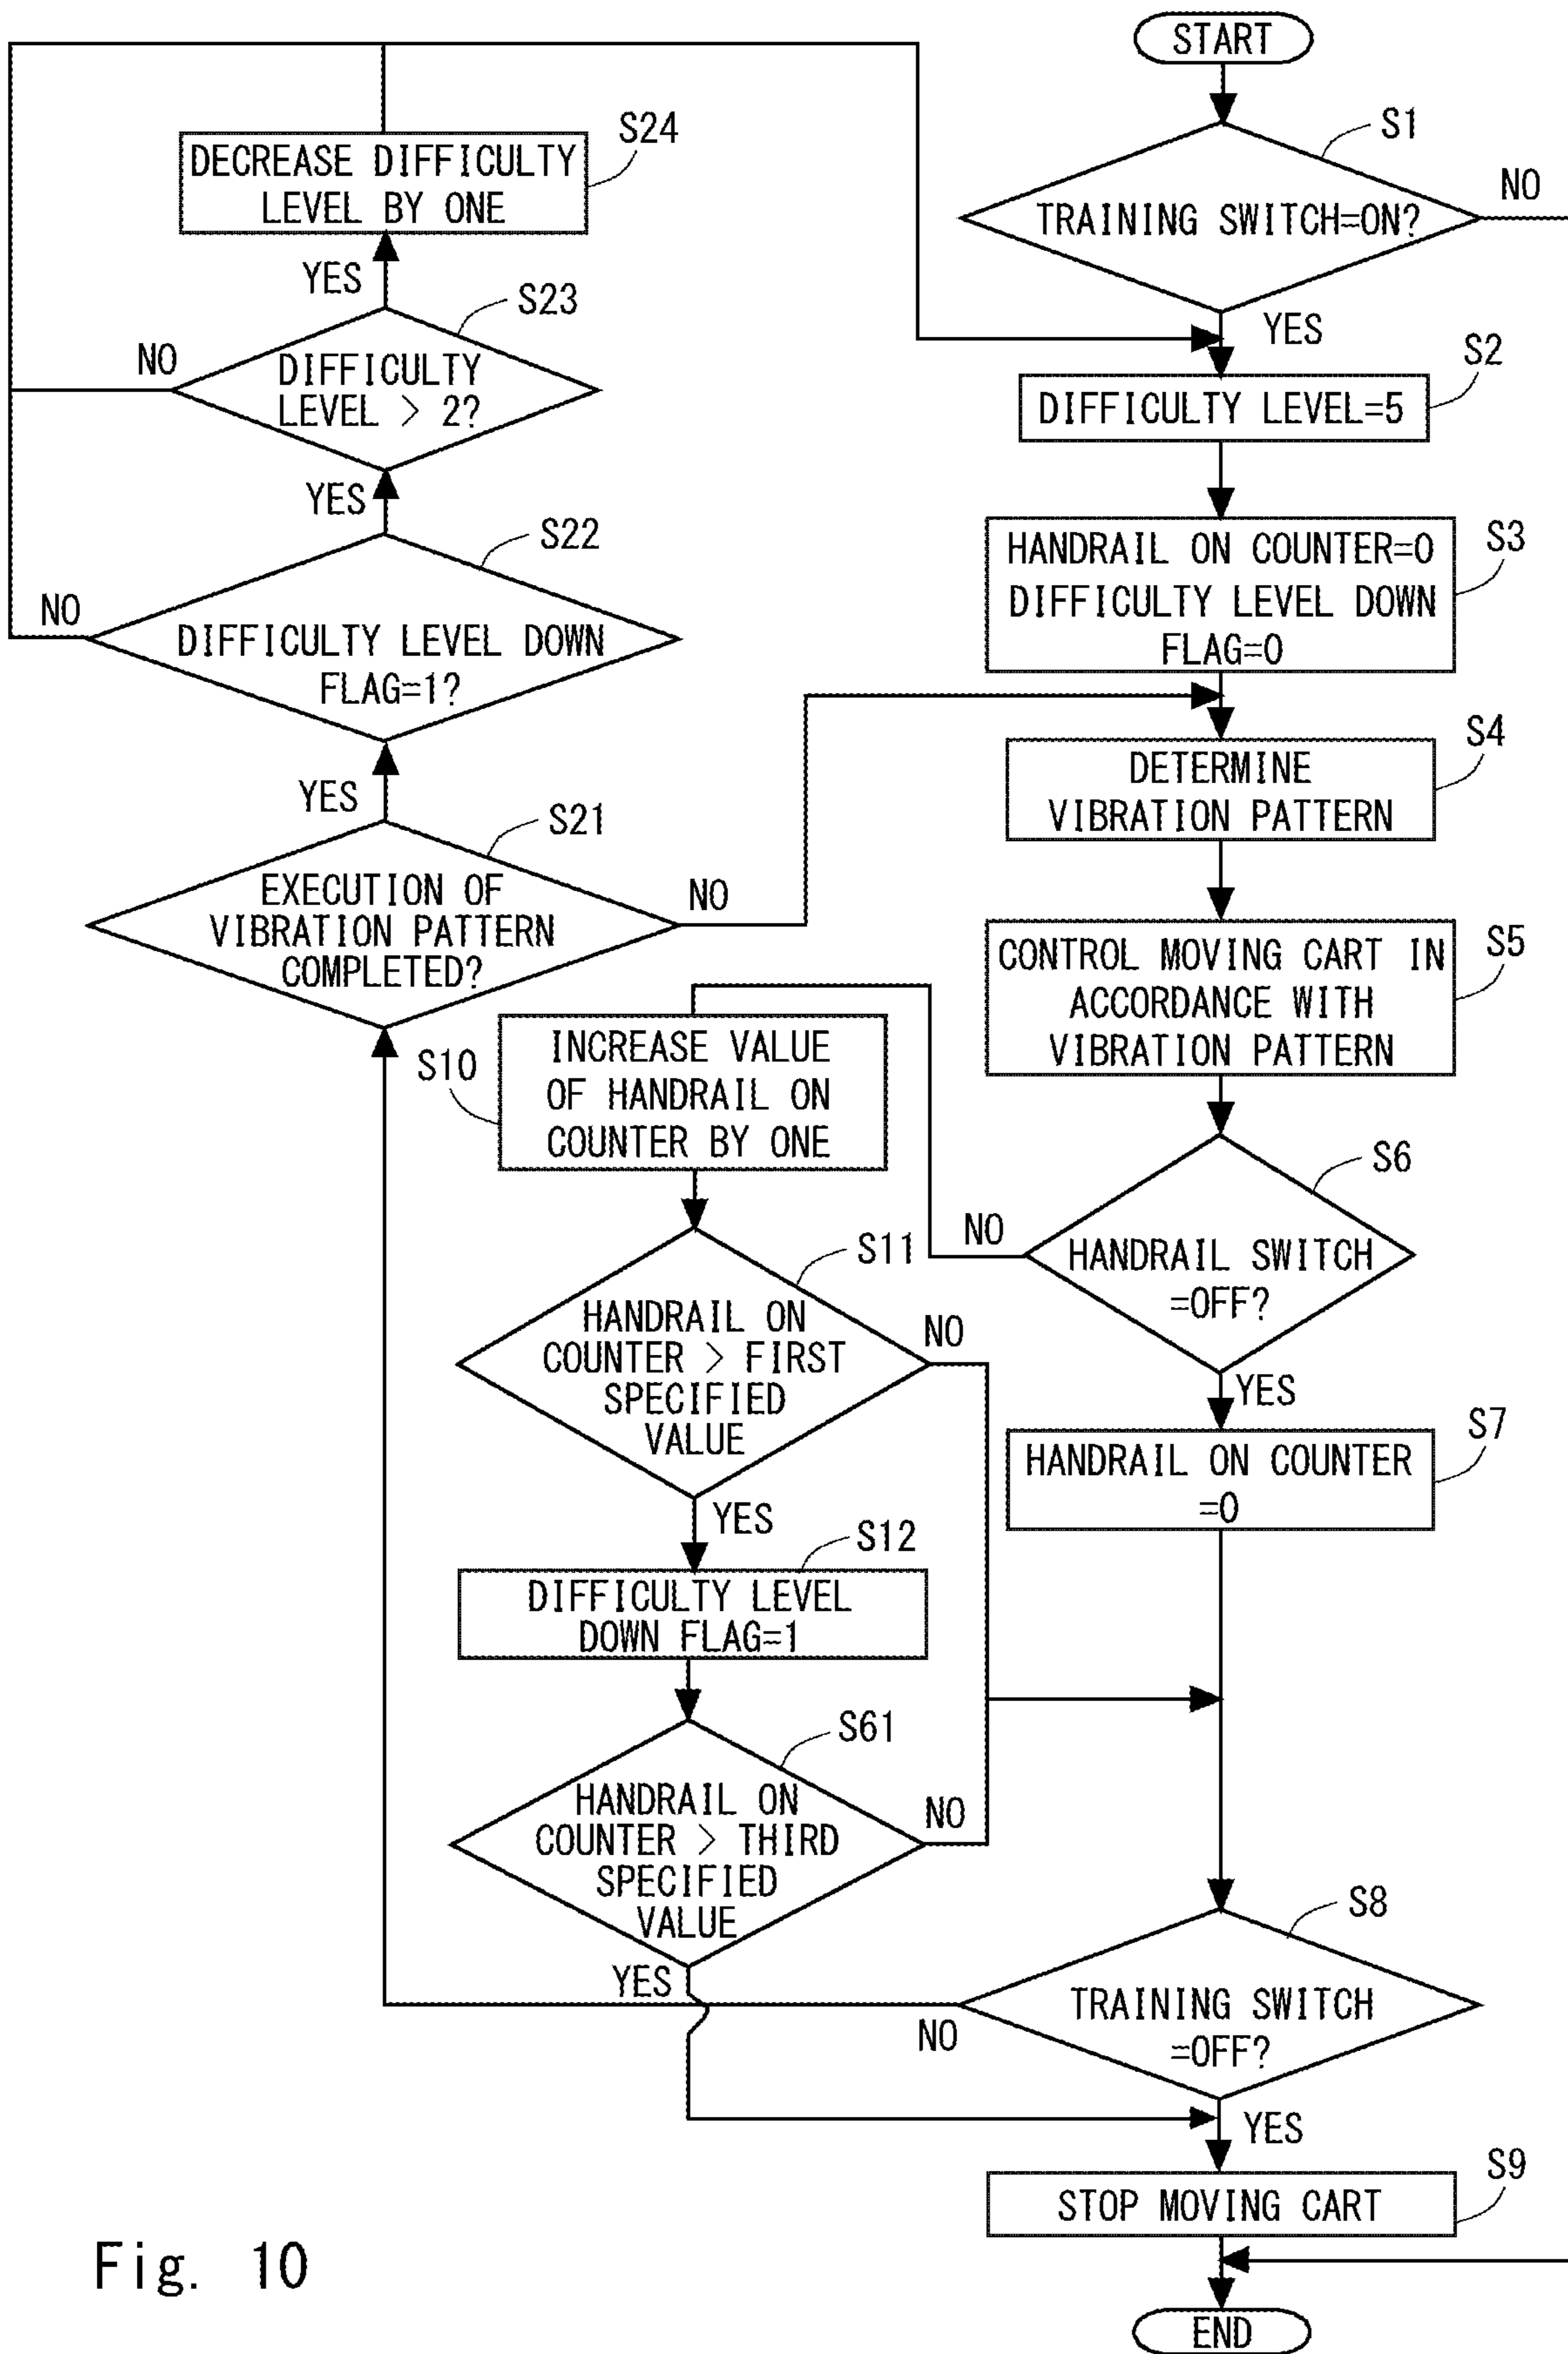 START
S1
TRAINING SWITCH=ON?
NO
YES
S2
DIFFICULTY LEVEL=5
S3
HANDRAIL ON COUNTER=0
DIFFICULTY LEVEL DOWN
FLAG=0
S4
DETERMINE
VIBRATION PATTERN
S5
CONTROL MOVING CART IN
ACCORDANCE WITH
VIBRATION PATTERN
S6
HANDRAIL SWITCH
=OFF?
NO
YES
S7
HANDRAIL ON COUNTER
=0
S8
TRAINING SWITCH
=OFF?
NO
YES
S9
STOP MOVING CART
END
S10
INCREASE VALUE
OF HANDRAIL ON
COUNTER BY ONE
S11
HANDRAIL ON
COUNTER > FIRST
SPECIFIED
VALUE
NO
YES
S12
DIFFICULTY LEVEL
DOWN FLAG=1
S61
HANDRAIL ON
COUNTER > THIRD
SPECIFIED
VALUE
NO
YES
S21
EXECUTION OF
VIBRATION PATTERN
COMPLETED?
NO
YES
S22
DIFFICULTY LEVEL DOWN
FLAG=1?
NO
YES
S23
DIFFICULTY
LEVEL > 2?
NO
YES
S24
DECREASE DIFFICULTY
LEVEL BY ONE
Fig. 10